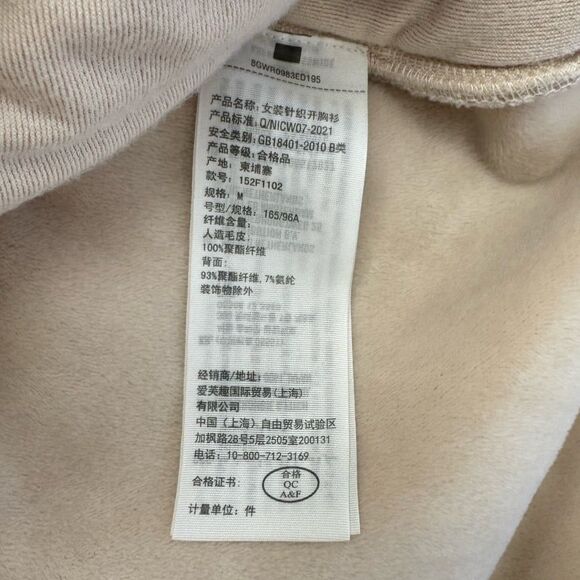 8GWR0983ED195
产品名称: 女装针织开胸衫
产品标准: Q/NICW07-2021
安全类别: GB18401-2010 B类
产品等级: 合格品
产地: 柬埔寨
款号: 152F1102
规格: M
号型/规格: 165/96A
纤维含量:
人造毛皮:
100%聚酯纤维
背面:
93%聚酯纤维, 7%氨纶
装饰物除外
经销商/地址:
爱芙趣国际贸易(上海)
有限公司
中国（上海）自由贸易试验区
加枫路28号5层2505室200131
电话: 10-800-712-3169
合格证书:
合格
QC
A&F
计量单位: 件